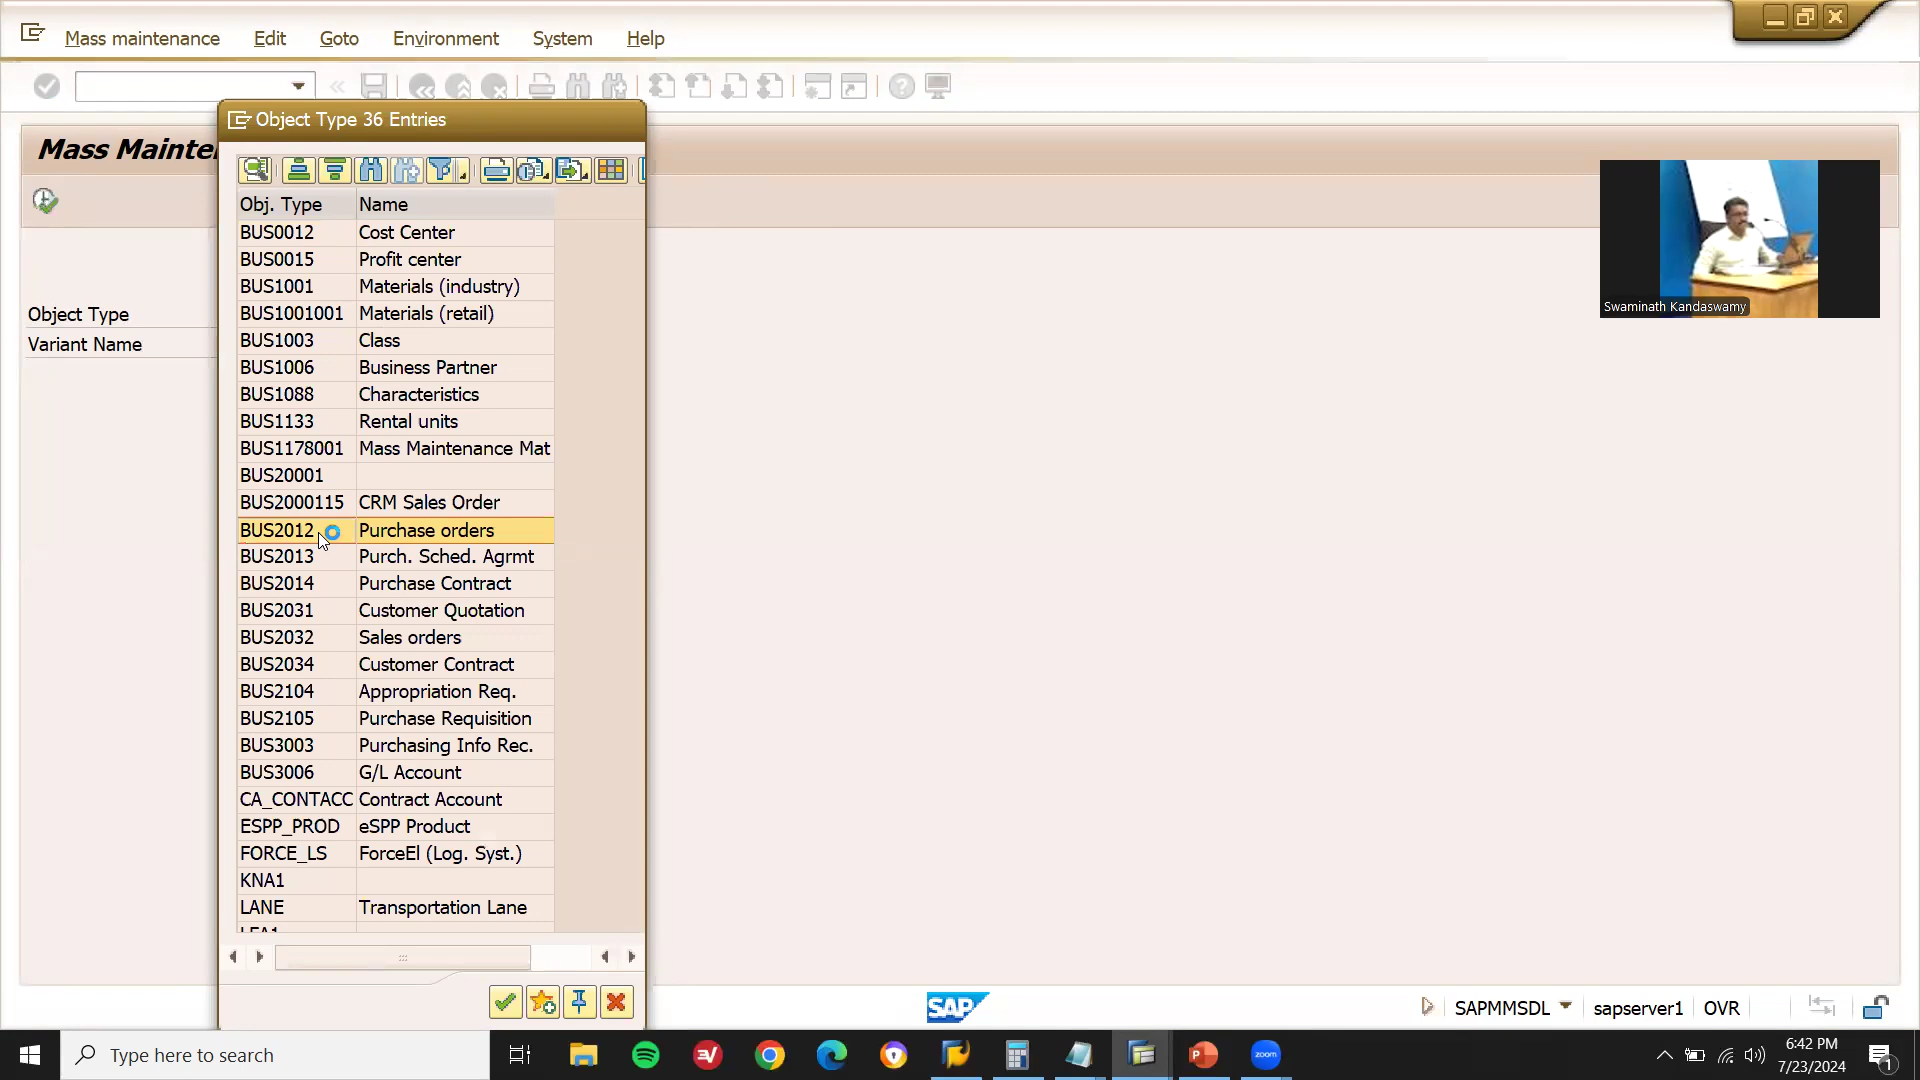 Mass maintenance Edit Goto Environment System Help
Object Type 36 Entries
Mass Mainte
Obj. Type Name
BUS0012 Cost Center
BUS0015 Profit center
BUS1001 Materials (industry)
BUS1001001 Materials (retail)
Object Type
BUS1003 Class
Variant Name
BUS1006 Business Partner
BUS1088 Characteristics
BUS1133 Rental units
BUS1178001 Mass Maintenance Mat
BUS20001
BUS2000115 CRM Sales Order
BUS2012 Purchase orders
BUS2013 Purch. Sched. Agrmt
BUS2014 Purchase Contract
BUS2031 Customer Quotation
BUS2032 Sales orders
BUS2034 Customer Contract
BUS2104 Appropriation Req.
BUS2105 Purchase Requisition
BUS3003 Purchasing Info Rec.
BUS3006 G/L Account
CA_CONTACC Contract Account
ESPP_PROD eSPP Product
FORCE_LS ForceEl (Log. Syst.)
KNA1
LANE Transportation Lane
Swaminath Kandaswamy
SAP
SAPMMSDL sapserver1 OVR
Type here to search
zoom
6:42 PM
7/23/2024
1